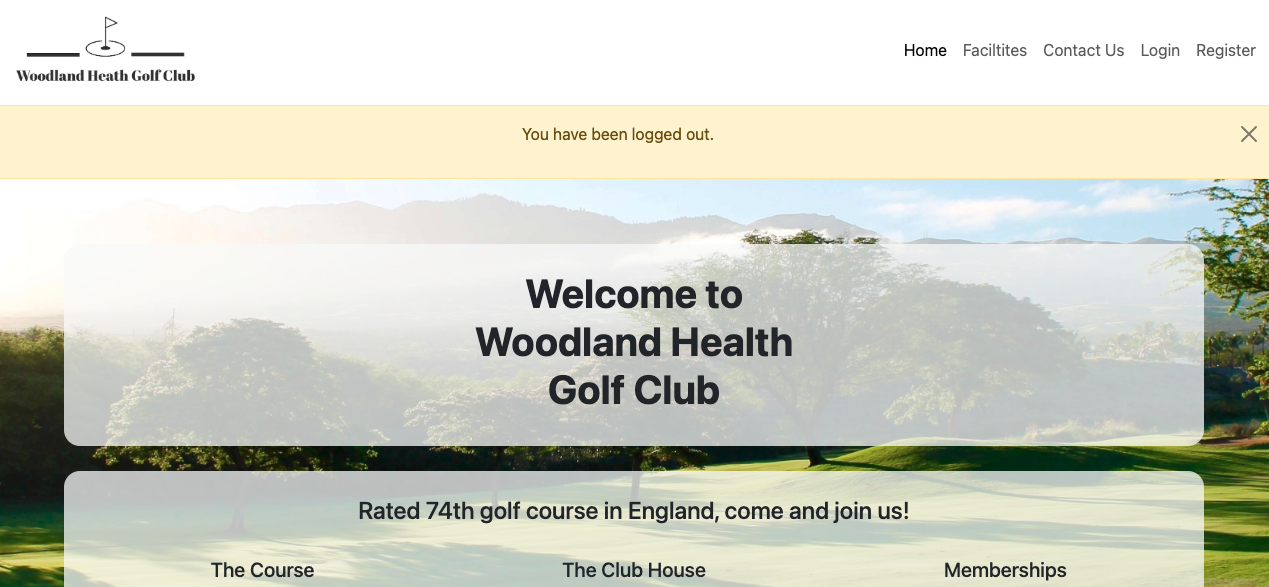 Woodland Heath Golf Club
Home Faciltites Contact Us Login Register
You have been logged out.
Welcome to
Woodland Health
Golf Club
Rated 74th golf course in England, come and join us!
The Course The Club House Memberships